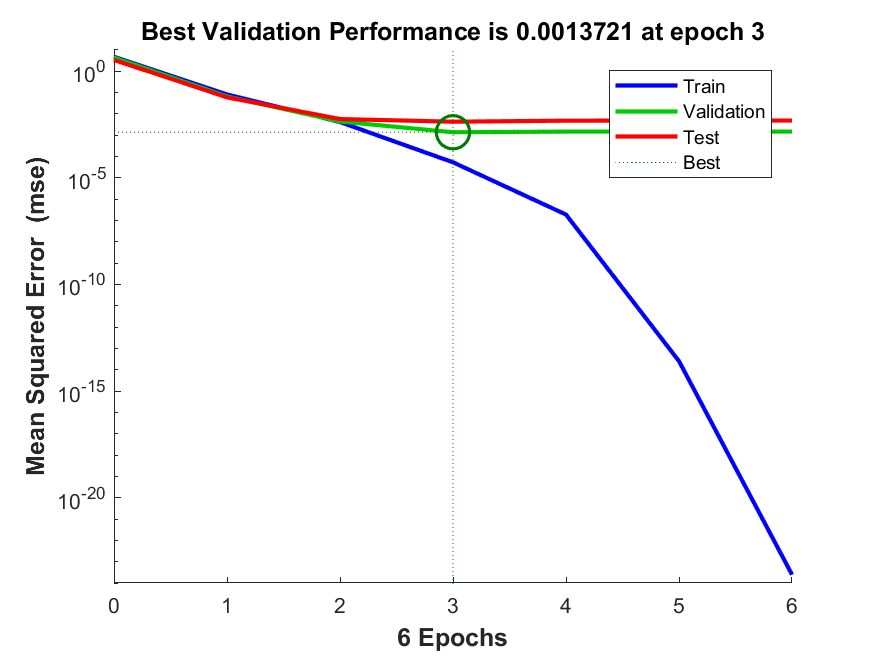 Best Validation Performance is 0.0013721 at epoch 3
Mean Squared Error (mse)
10^0
10^-5
10^-10
10^-15
10^-20
Train
Validation
Test
Best
0 1 2 3 4 5 6
6 Epochs